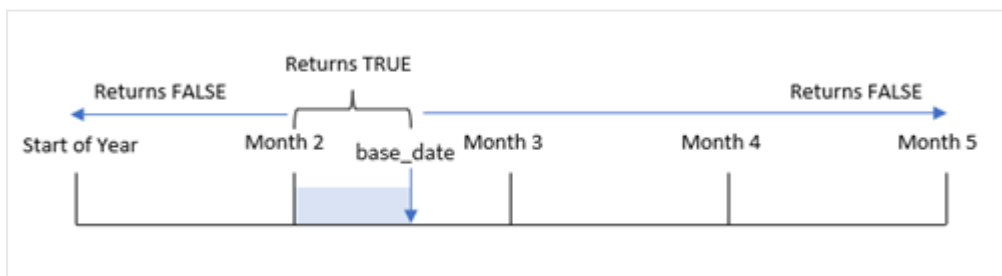 Returns TRUE
Returns FALSE
Returns FALSE
Start of Year
Month 2
base_date
Month 3
Month 4
Month 5